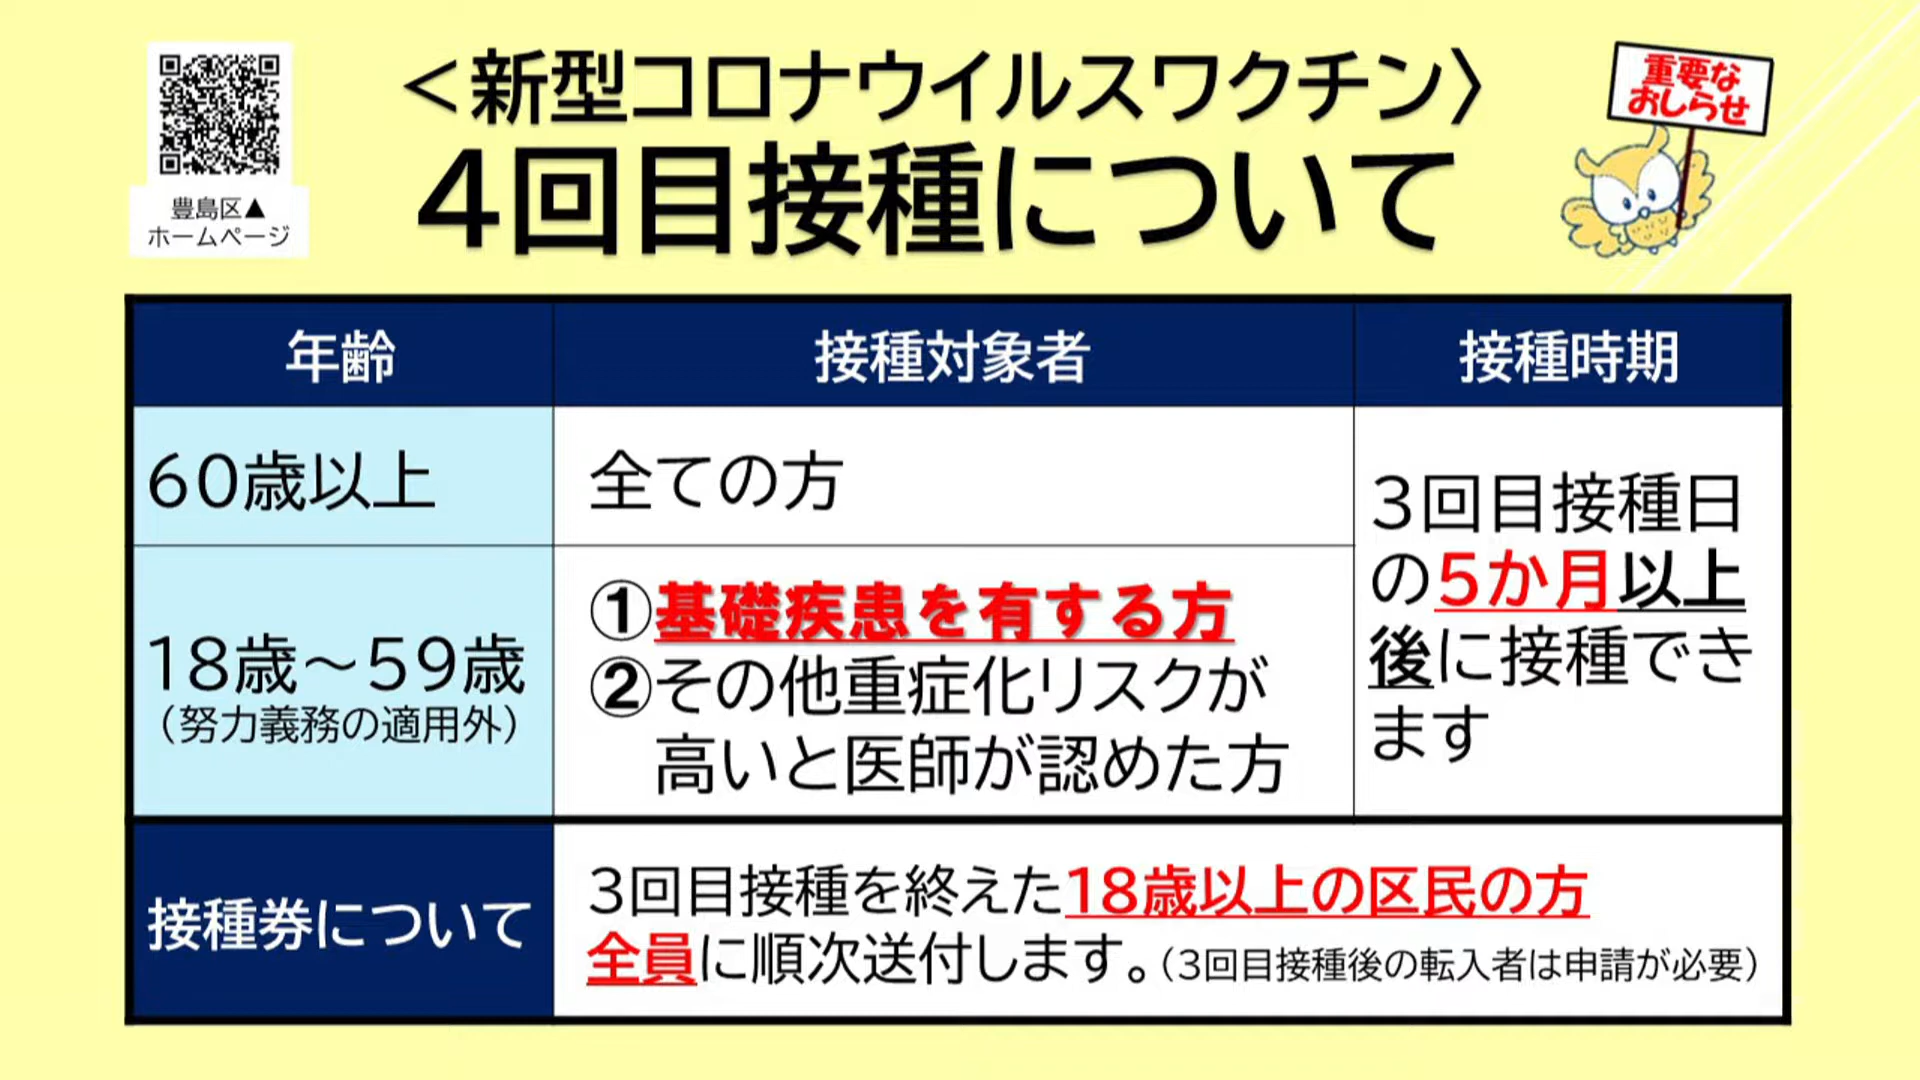 ＜新型コロナウイルスワクチン〉
4回目接種について
重要な
おしらせ
豊島区▲
ホームページ
年齢
接種対象者
接種時期
60歳以上
全ての方
3回目接種日
の5か月以上
後に接種でき
ます
18歳～59歳
（努力義務の適用外）
①基礎疾患を有する方
②その他重症化リスクが
高いと医師が認めた方
接種券について
3回目接種を終えた18歳以上の区民の方
全員に順次送付します。（3回目接種後の転入者は申請が必要）